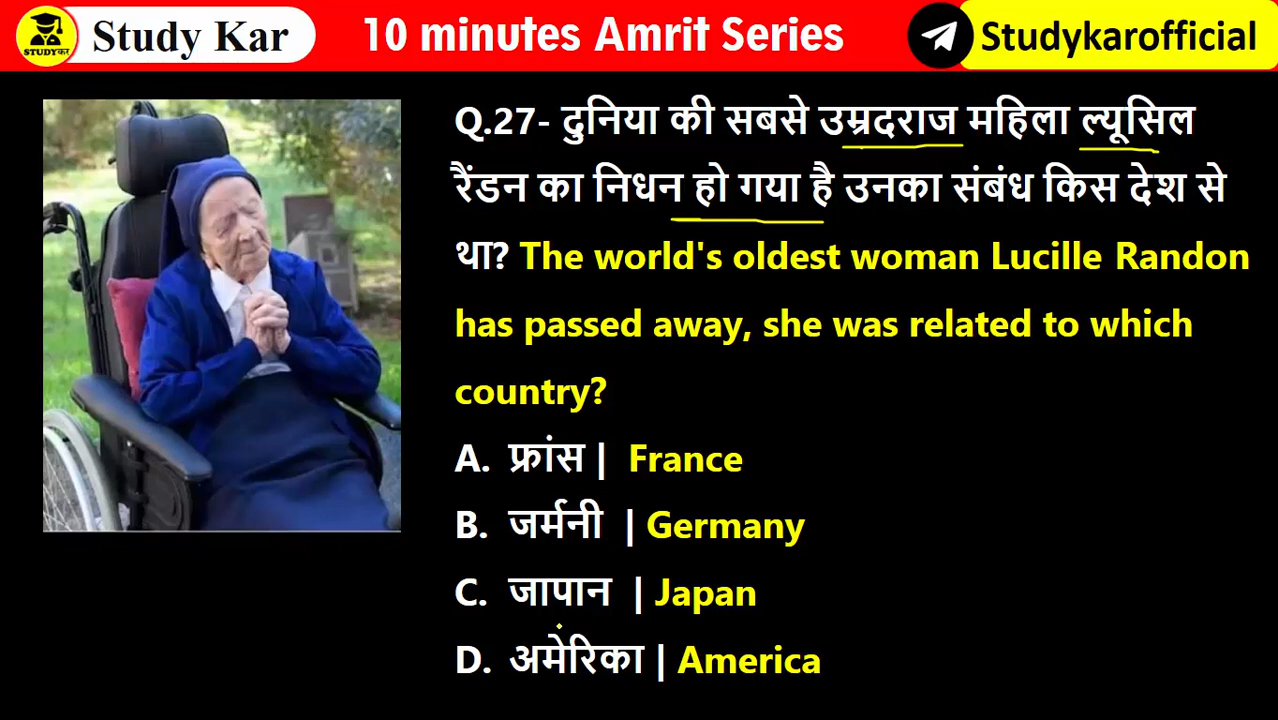 STUDYकर
Study Kar
10 minutes Amrit Series
Studykarofficial
Q.27- दुनिया की सबसे उम्रदराज महिला ल्यूसिल
रैंडन का निधन हो गया है उनका संबंध किस देश से
था? The world's oldest woman Lucille Randon
has passed away, she was related to which
country?
A. फ्रांस | France
B. जर्मनी | Germany
C. जापान | Japan
D. अमेरिका | America